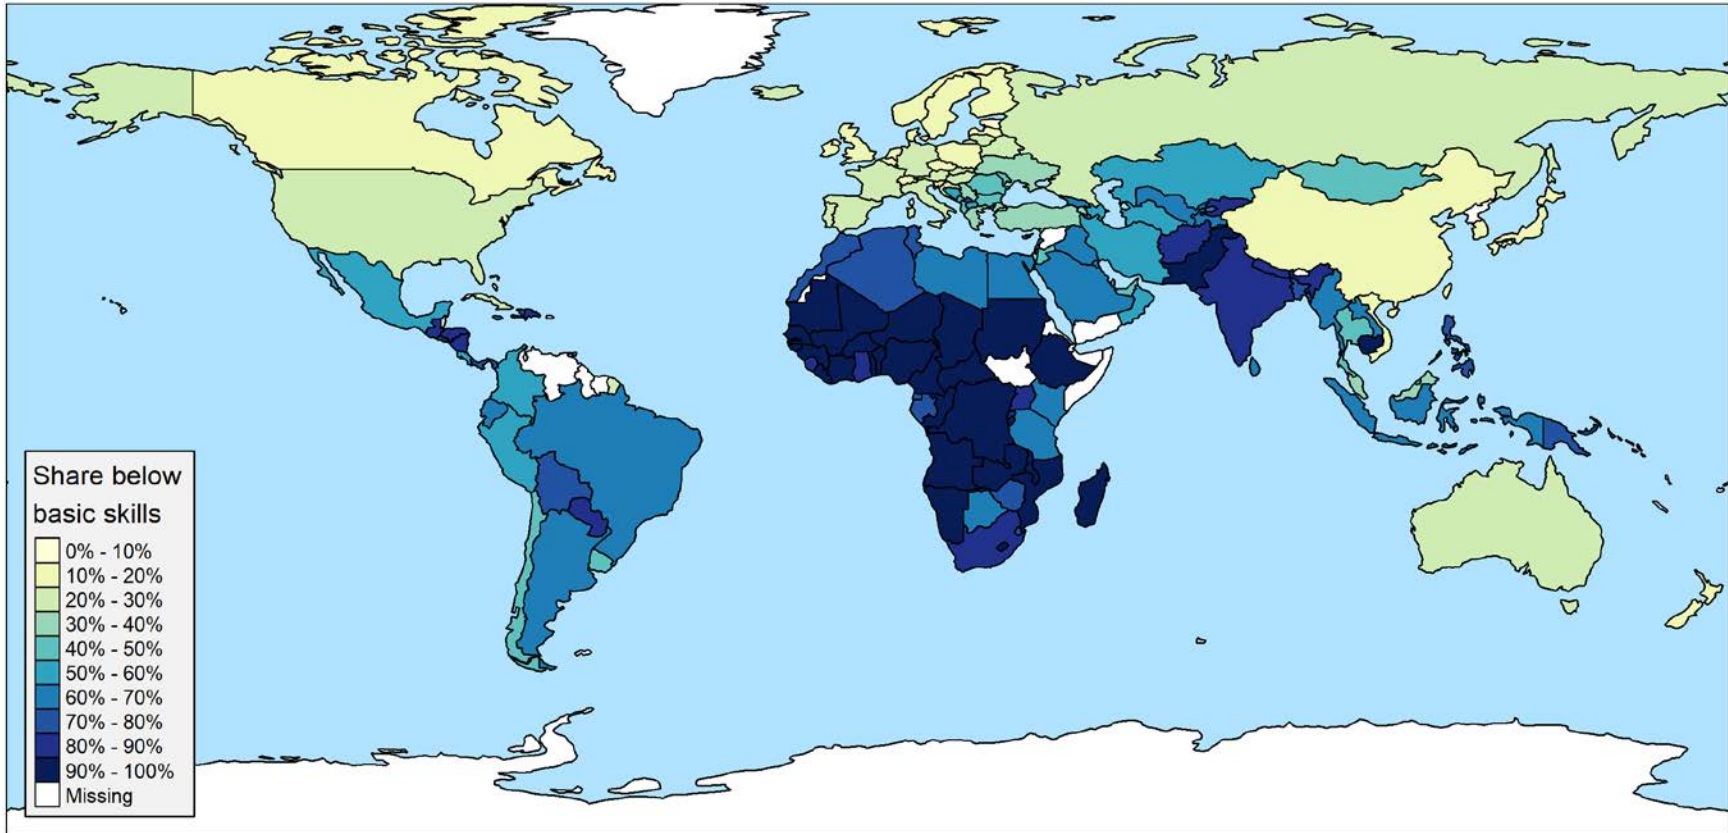 Share below
basic skills
0% - 10%
10% - 20%
20% - 30%
30% - 40%
40% - 50%
50% - 60%
60% - 70%
70% - 80%
80% - 90%
90% - 100%
Missing